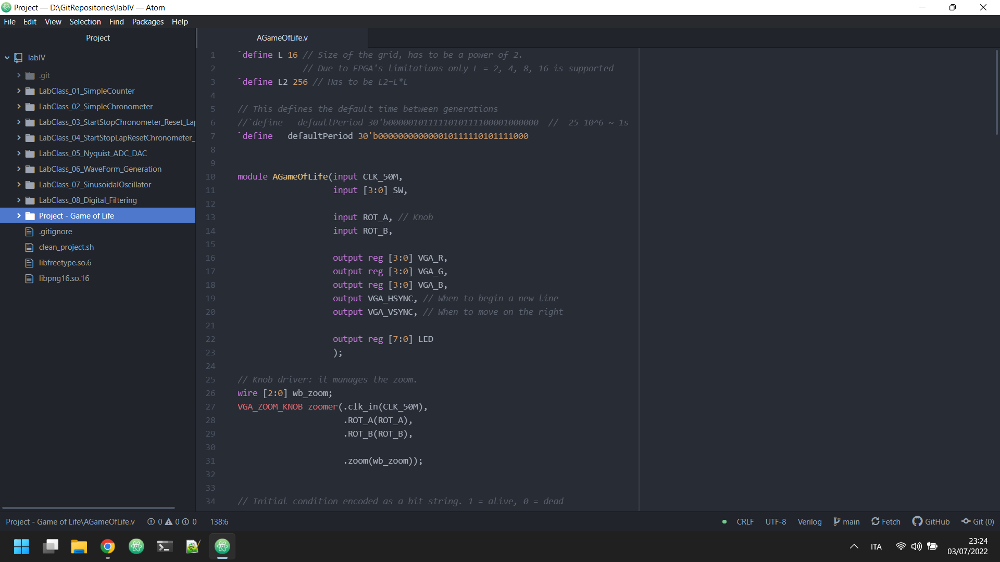 Project — D:\GitRepositories\labIV — Atom
File Edit View Selection Find Packages Help
Project
labIV
.git
LabClass_01_SimpleCounter
LabClass_02_SimpleChronometer
LabClass_03_StartStopChronometer_Reset_Lap
LabClass_04_StartStopLapResetChronometer_
LabClass_05_Nyquist_ADC_DAC
LabClass_06_WaveForm_Generation
LabClass_07_SinusoidalOscillator
LabClass_08_Digital_Filtering
Project - Game of Life
.gitignore
clean_project.sh
libfreetype.so.6
libpng16.so.16
AGameOfLife.v
1 `define L 16 // Size of the grid, has to be a power of 2.
2 // Due to FPGA's limitations only L = 2, 4, 8, 16 is supported
3 `define L2 256 // Has to be L2=L*L
4
5 // This defines the default time between generations
6 //`define defaultPeriod 30'b000001011111010111100001000000 // 25 10^6 ~ 1s
7 `define defaultPeriod 30'b000000000000010111110101111000
8
9
10 module AGameOfLife(input CLK_50M,
11 input [3:0] SW,
12
13 input ROT_A, // Knob
14 input ROT_B,
15
16 output reg [3:0] VGA_R,
17 output reg [3:0] VGA_G,
18 output reg [3:0] VGA_B,
19 output VGA_HSYNC, // When to begin a new line
20 output VGA_VSYNC, // When to move on the right
21
22 output reg [7:0] LED
23 );
24
25 // Knob driver: it manages the zoom.
26 wire [2:0] wb_zoom;
27 VGA_ZOOM_KNOB zoomer(.clk_in(CLK_50M),
28 .ROT_A(ROT_A),
29 .ROT_B(ROT_B),
30
31 .zoom(wb_zoom));
32
33
34 // Initial condition encoded as a bit string. 1 = alive, 0 = dead
Project - Game of Life\AGameOfLife.v 0 0 0 138:6 CRLF UTF-8 Verilog main Fetch GitHub Git (0)
ITA
23:24
03/07/2022